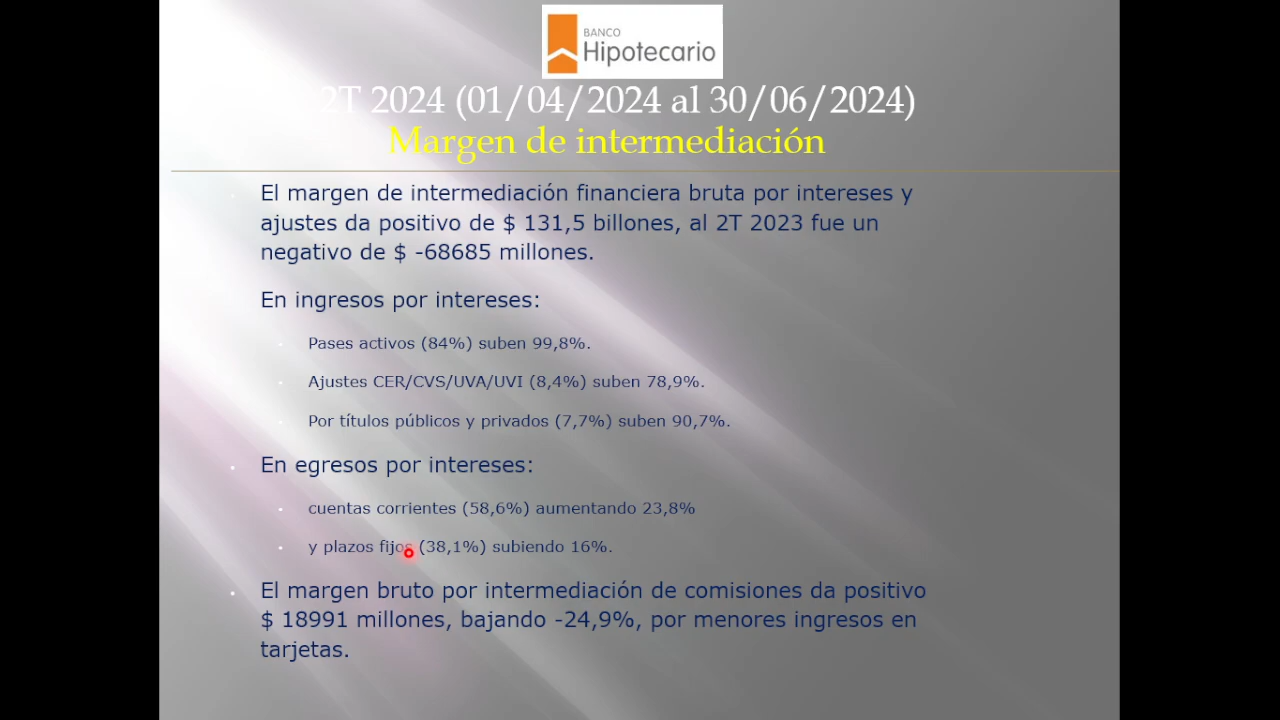 BANCO
Hipotecario
2T 2024 (01/04/2024 al 30/06/2024)
Margen de intermediación
El margen de intermediación financiera bruta por intereses y
ajustes da positivo de $ 131,5 billones, al 2T 2023 fue un
negativo de $ -68685 millones.
En ingresos por intereses:
Pases activos (84%) suben 99,8%.
Ajustes CER/CVS/UVA/UVI (8,4%) suben 78,9%.
Por títulos públicos y privados (7,7%) suben 90,7%.
En egresos por intereses:
cuentas corrientes (58,6%) aumentando 23,8%
y plazos fijos (38,1%) subiendo 16%.
El margen bruto por intermediación de comisiones da positivo
$ 18991 millones, bajando -24,9%, por menores ingresos en
tarjetas.